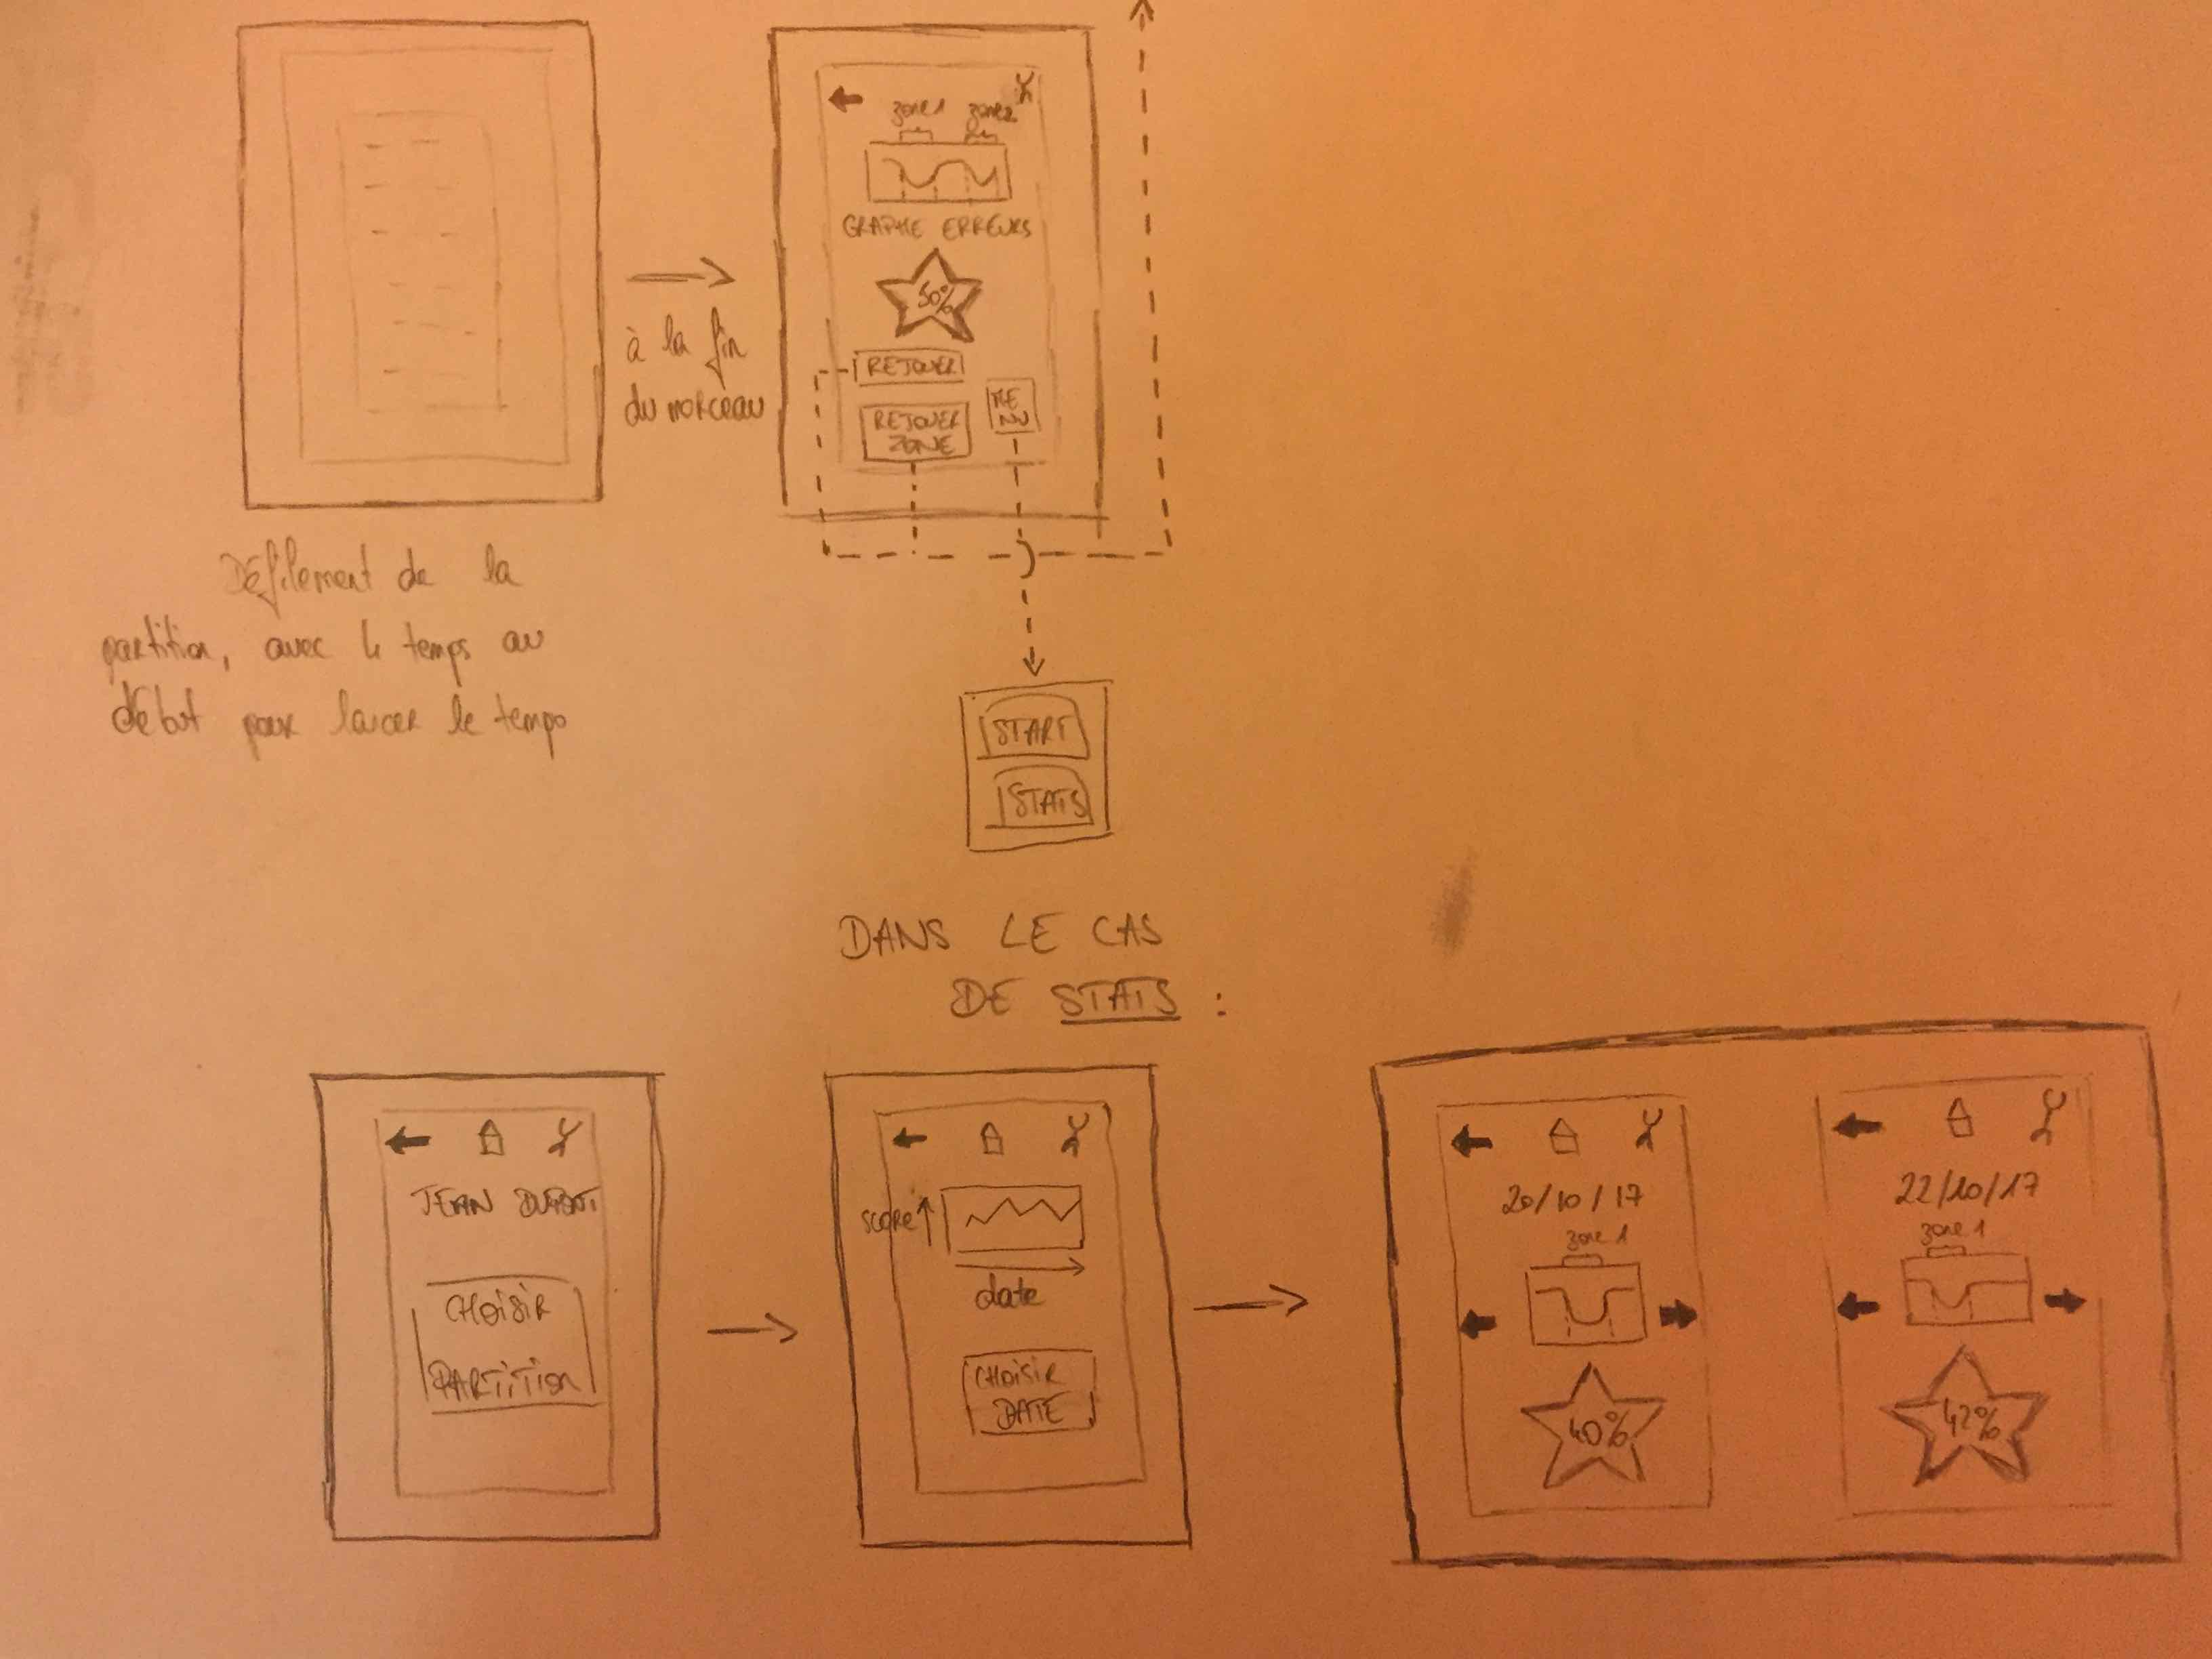 zone 1 zone 2
GRAPHE ERREURS
50%
REJOUER
REJOUER
ZONE
ME
NU
à la fin
du morceau
Défilement de la
partition, avec le temps au
début pour lancer le tempo
START
STATS
DANS LE CAS
DE STATS :
JEAN DUPONT
CHOISIR
PARTITION
score
date
CHOISIR
DATE
20/10/17
zone 1
40%
22/10/17
zone 1
42%